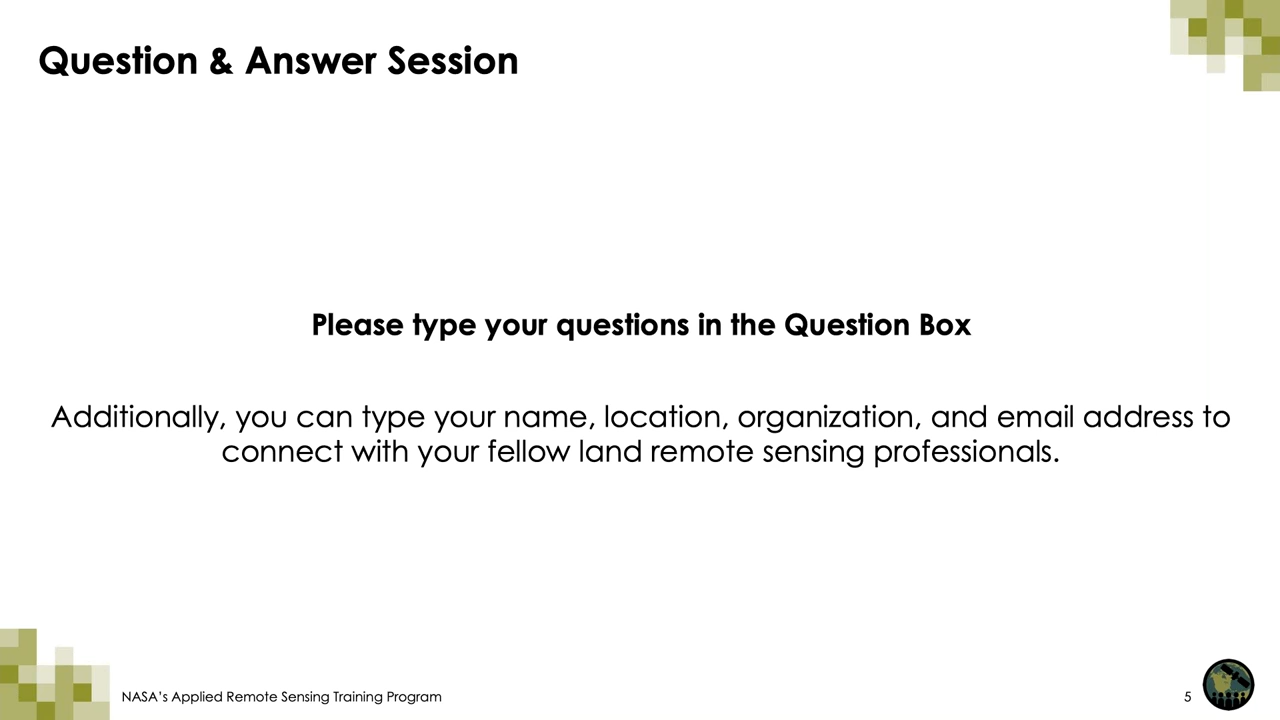 Question & Answer Session
Please type your questions in the Question Box
Additionally, you can type your name, location, organization, and email address to
connect with your fellow land remote sensing professionals.
NASA's Applied Remote Sensing Training Program
5